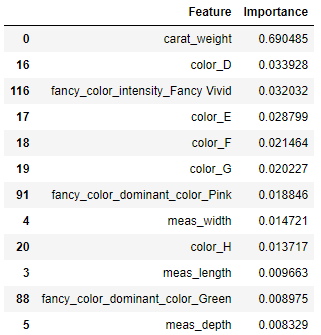 Feature Importance
0 carat_weight 0.690485
16 color_D 0.033928
116 fancy_color_intensity_Fancy Vivid 0.032032
17 color_E 0.028799
18 color_F 0.021464
19 color_G 0.020227
91 fancy_color_dominant_color_Pink 0.018846
4 meas_width 0.014721
20 color_H 0.013717
3 meas_length 0.009663
88 fancy_color_dominant_color_Green 0.008975
5 meas_depth 0.008329